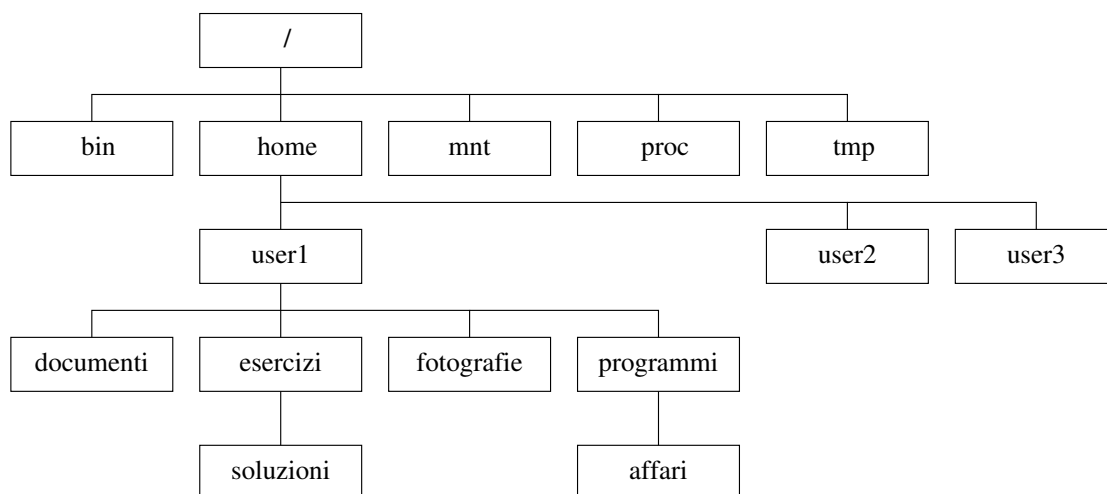 /
bin home mnt proc tmp
user1 user2 user3
documenti esercizi fotografie programmi
soluzioni affari